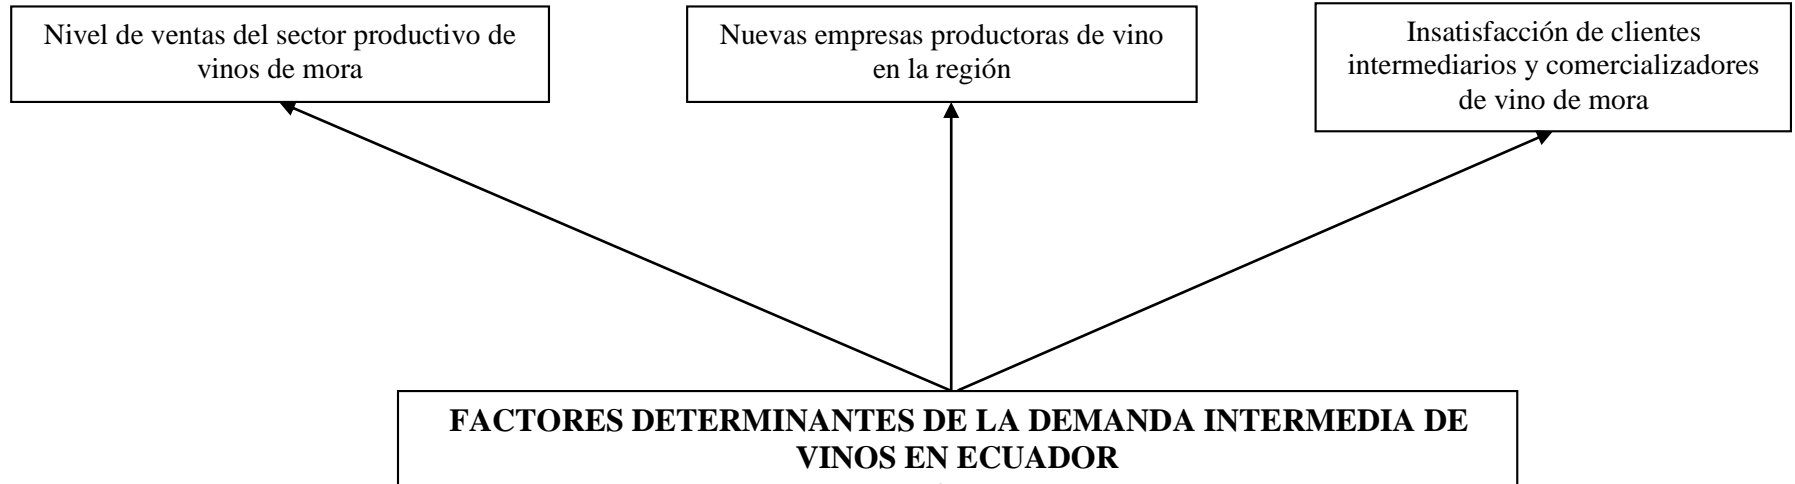 Nivel de ventas del sector productivo de
vinos de mora
Nuevas empresas productoras de vino
en la región
Insatisfacción de clientes
intermediarios y comercializadores
de vino de mora
FACTORES DETERMINANTES DE LA DEMANDA INTERMEDIA DE
VINOS EN ECUADOR